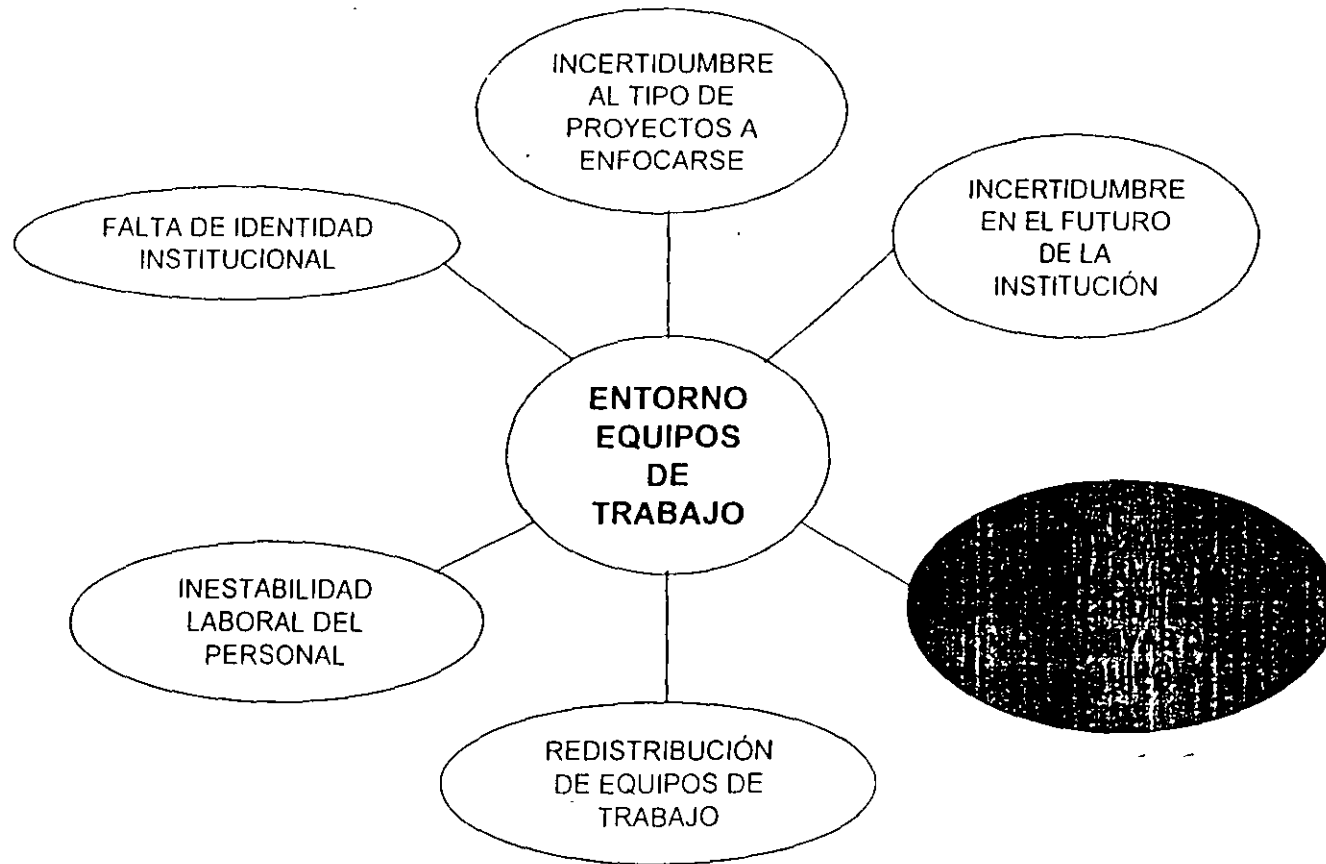 INCERTIDUMBRE
AL TIPO DE
PROYECTOS A
ENFOCARSE
FALTA DE IDENTIDAD
INSTITUCIONAL
INCERTIDUMBRE
EN EL FUTURO
DE LA
INSTITUCIÓN
ENTORNO
EQUIPOS
DE
TRABAJO
INESTABILIDAD
LABORAL DEL
PERSONAL
REDISTRIBUCIÓN
DE EQUIPOS DE
TRABAJO